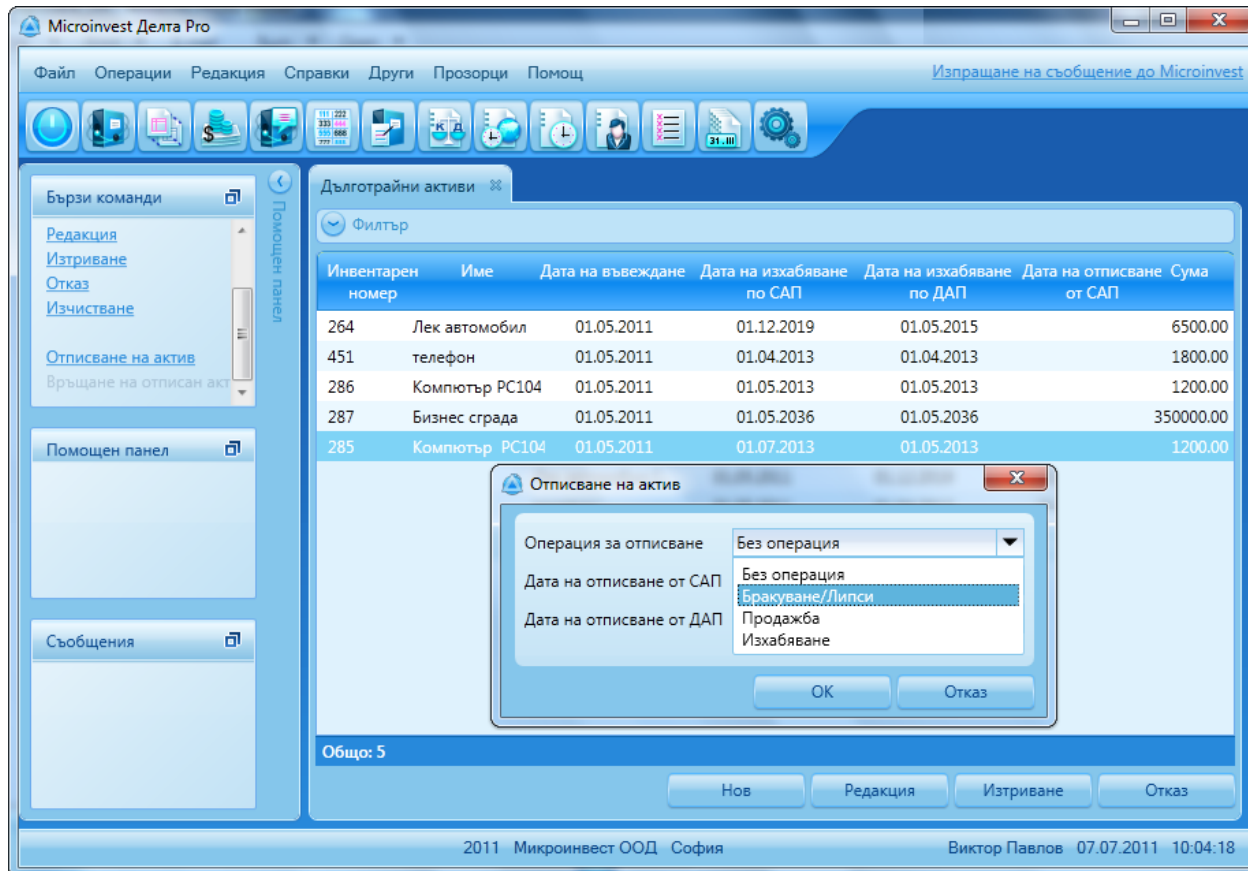 Microinvest Делта Pro
Файл Операции Редакция Справки Други Прозорци Помощ Изпращане на съобщение до Microinvest
Бързи команди
Редакция
Изтриване
Отказ
Изчистване
Отписване на актив
Връщане на отписан акт
Помощен панел
Съобщения
Помощен панел
Дълготрайни активи
Филтър
Инвентарен номер Име Дата на въвеждане Дата на изхабяване по САП Дата на изхабяване по ДАП Дата на отписване от САП Сума
264 Лек автомобил 01.05.2011 01.12.2019 01.05.2015 6500.00
451 телефон 01.05.2011 01.04.2013 01.04.2013 1800.00
286 Компютър PC104 01.05.2011 01.05.2013 01.05.2013 1200.00
287 Бизнес сграда 01.05.2011 01.05.2036 01.05.2036 350000.00
285 Компютър PC104 01.05.2011 01.07.2013 01.05.2013 1200.00
Отписване на актив
Операция за отписване Без операция
Дата на отписване от САП
Дата на отписване от ДАП
Без операция
Бракуване/Липси
Продажба
Изхабяване
OK Отказ
Общо: 5
Нов Редакция Изтриване Отказ
2011 Микроинвест ООД София Виктор Павлов 07.07.2011 10:04:18